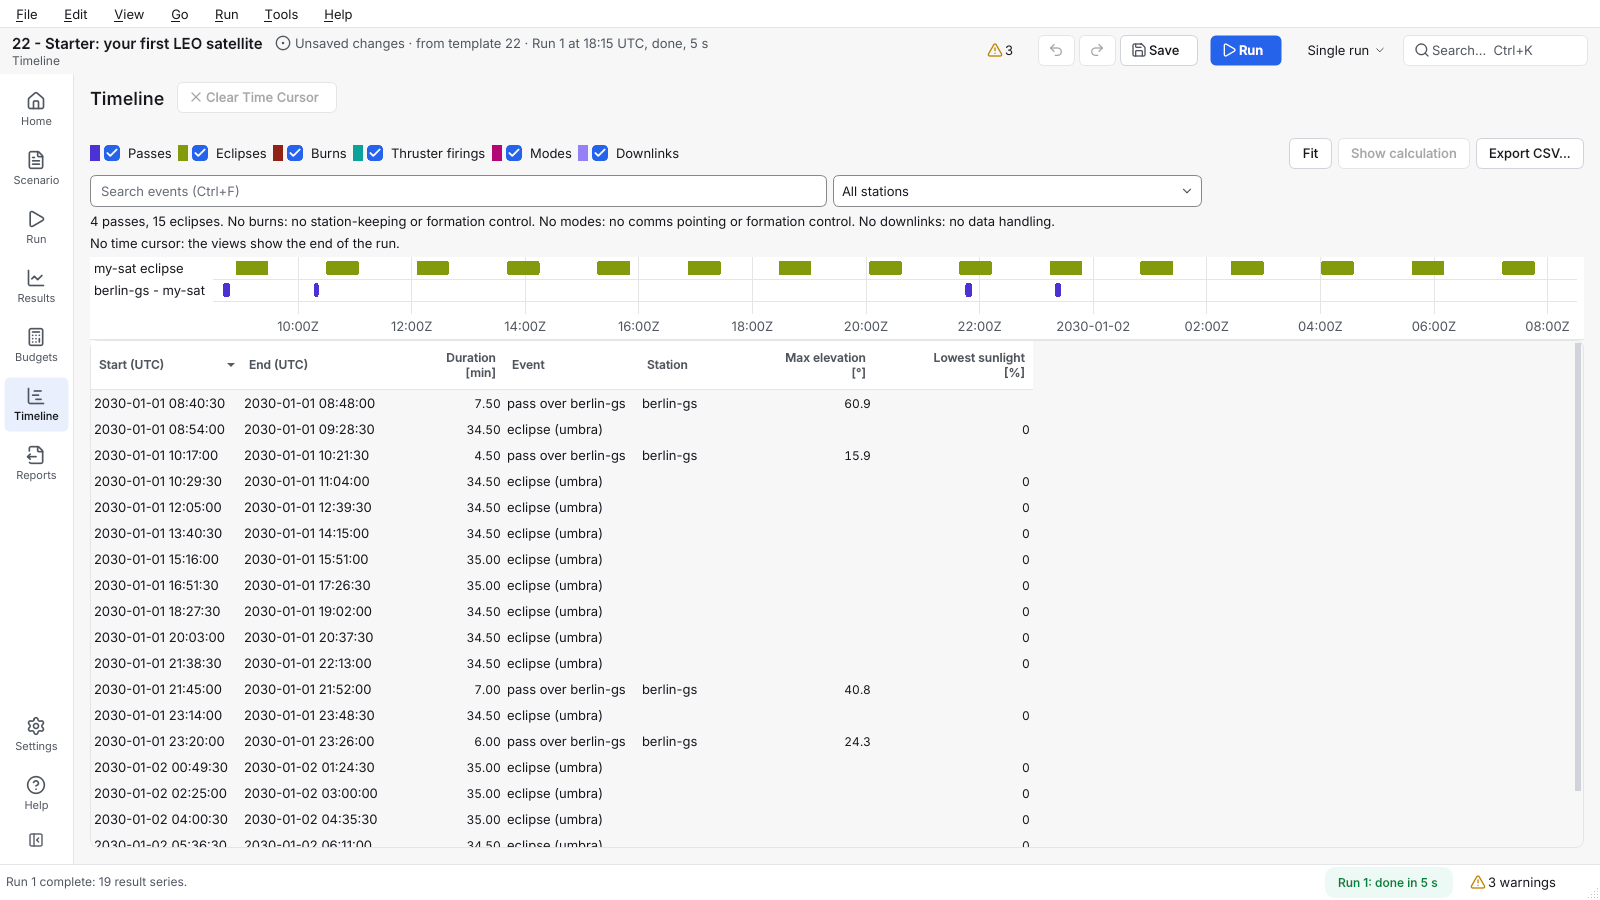 File Edit View Go Run Tools Help
22 - Starter: your first LEO satellite Unsaved changes · from template 22 · Run 1 at 18:15 UTC, done, 5 s 3 Save Run Single run Search... Ctrl+K
Timeline
Home
Scenario
Run
Results
Budgets
Timeline
Reports
Settings
Help
Timeline Clear Time Cursor
Passes Eclipses Burns Thruster firings Modes Downlinks Fit Show calculation Export CSV...
Search events (Ctrl+F) All stations
4 passes, 15 eclipses. No burns: no station-keeping or formation control. No modes: no comms pointing or formation control. No downlinks: no data handling.
No time cursor: the views show the end of the run.
my-sat eclipse
berlin-gs - my-sat
10:00Z 12:00Z 14:00Z 16:00Z 18:00Z 20:00Z 22:00Z 2030-01-02 02:00Z 04:00Z 06:00Z 08:00Z
Start (UTC) End (UTC) Duration [min] Event Station Max elevation [°] Lowest sunlight [%]
2030-01-01 08:40:30 2030-01-01 08:48:00 7.50 pass over berlin-gs berlin-gs 60.9
2030-01-01 08:54:00 2030-01-01 09:28:30 34.50 eclipse (umbra) 0
2030-01-01 10:17:00 2030-01-01 10:21:30 4.50 pass over berlin-gs berlin-gs 15.9
2030-01-01 10:29:30 2030-01-01 11:04:00 34.50 eclipse (umbra) 0
2030-01-01 12:05:00 2030-01-01 12:39:30 34.50 eclipse (umbra) 0
2030-01-01 13:40:30 2030-01-01 14:15:00 34.50 eclipse (umbra) 0
2030-01-01 15:16:00 2030-01-01 15:51:00 35.00 eclipse (umbra) 0
2030-01-01 16:51:30 2030-01-01 17:26:30 35.00 eclipse (umbra) 0
2030-01-01 18:27:30 2030-01-01 19:02:00 34.50 eclipse (umbra) 0
2030-01-01 20:03:00 2030-01-01 20:37:30 34.50 eclipse (umbra) 0
2030-01-01 21:38:30 2030-01-01 22:13:00 34.50 eclipse (umbra) 0
2030-01-01 21:45:00 2030-01-01 21:52:00 7.00 pass over berlin-gs berlin-gs 40.8
2030-01-01 23:14:00 2030-01-01 23:48:30 34.50 eclipse (umbra) 0
2030-01-01 23:20:00 2030-01-01 23:26:00 6.00 pass over berlin-gs berlin-gs 24.3
2030-01-02 00:49:30 2030-01-02 01:24:30 35.00 eclipse (umbra) 0
2030-01-02 02:25:00 2030-01-02 03:00:00 35.00 eclipse (umbra) 0
2030-01-02 04:00:30 2030-01-02 04:35:30 35.00 eclipse (umbra) 0
2030-01-02 05:36:30 2030-01-02 06:11:00 34.50 eclipse (umbra) 0
Run 1 complete: 19 result series. Run 1: done in 5 s 3 warnings